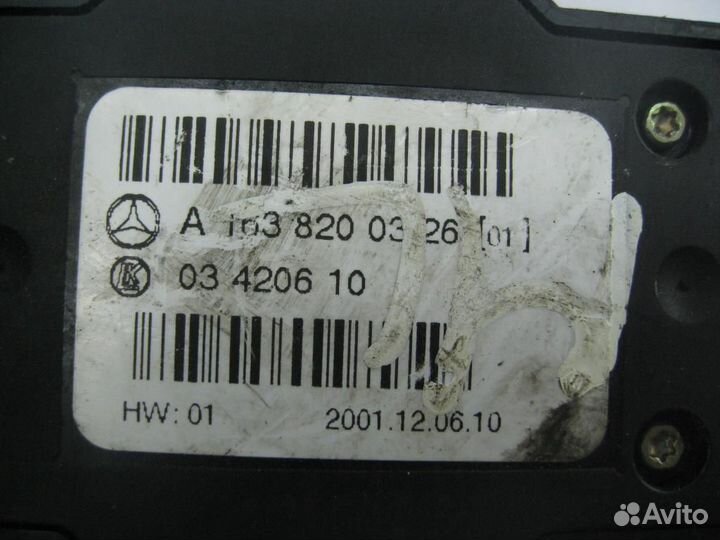 A 163 820 03 26 [01]
03 4206 10
HW: 01 2001.12.06.10
Avito